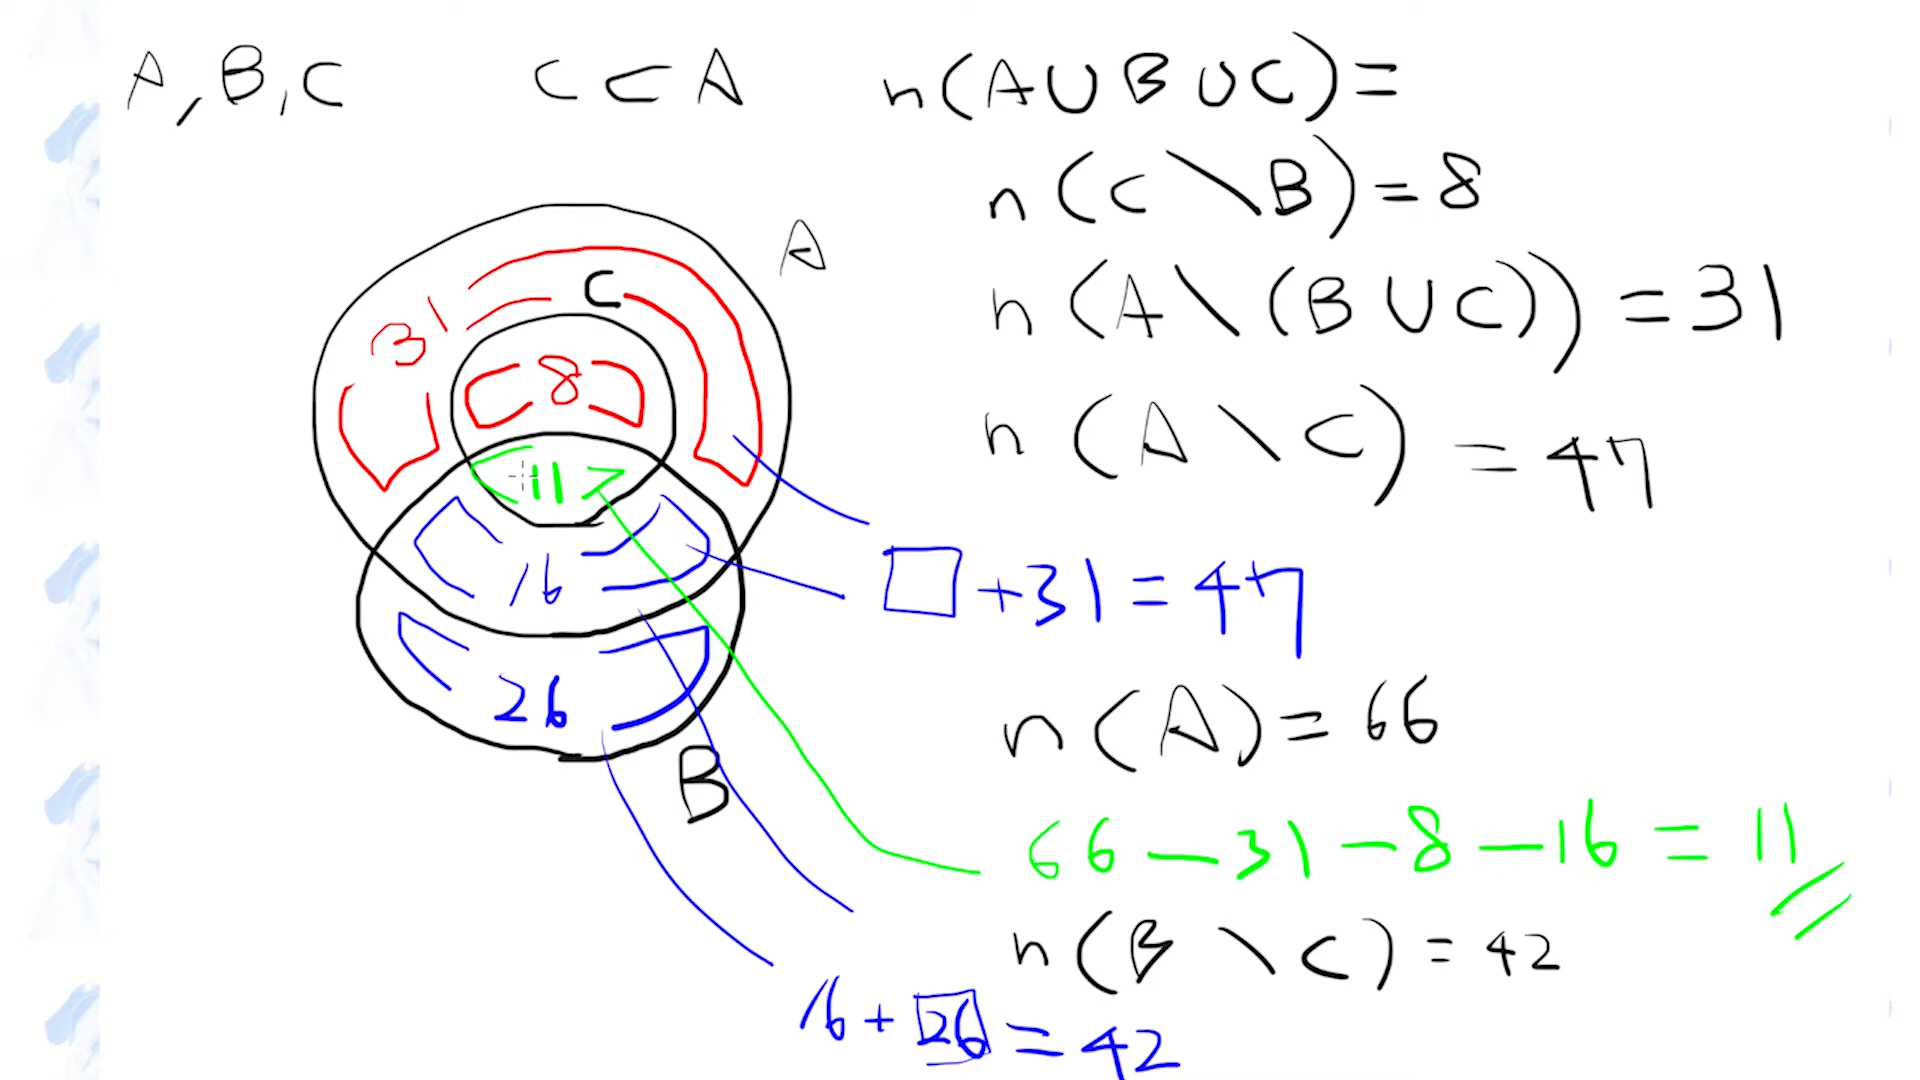 A, B, C
C ⊂ A
n(A∪B∪C)=
n(C\B)=8
n(A\(B∪C))=31
n(A\C)=47
A
C
31
8
11
16
26
B
□+31=47
n(A)=66
66-31-8-16=11
n(B\C)=42
16+26=42